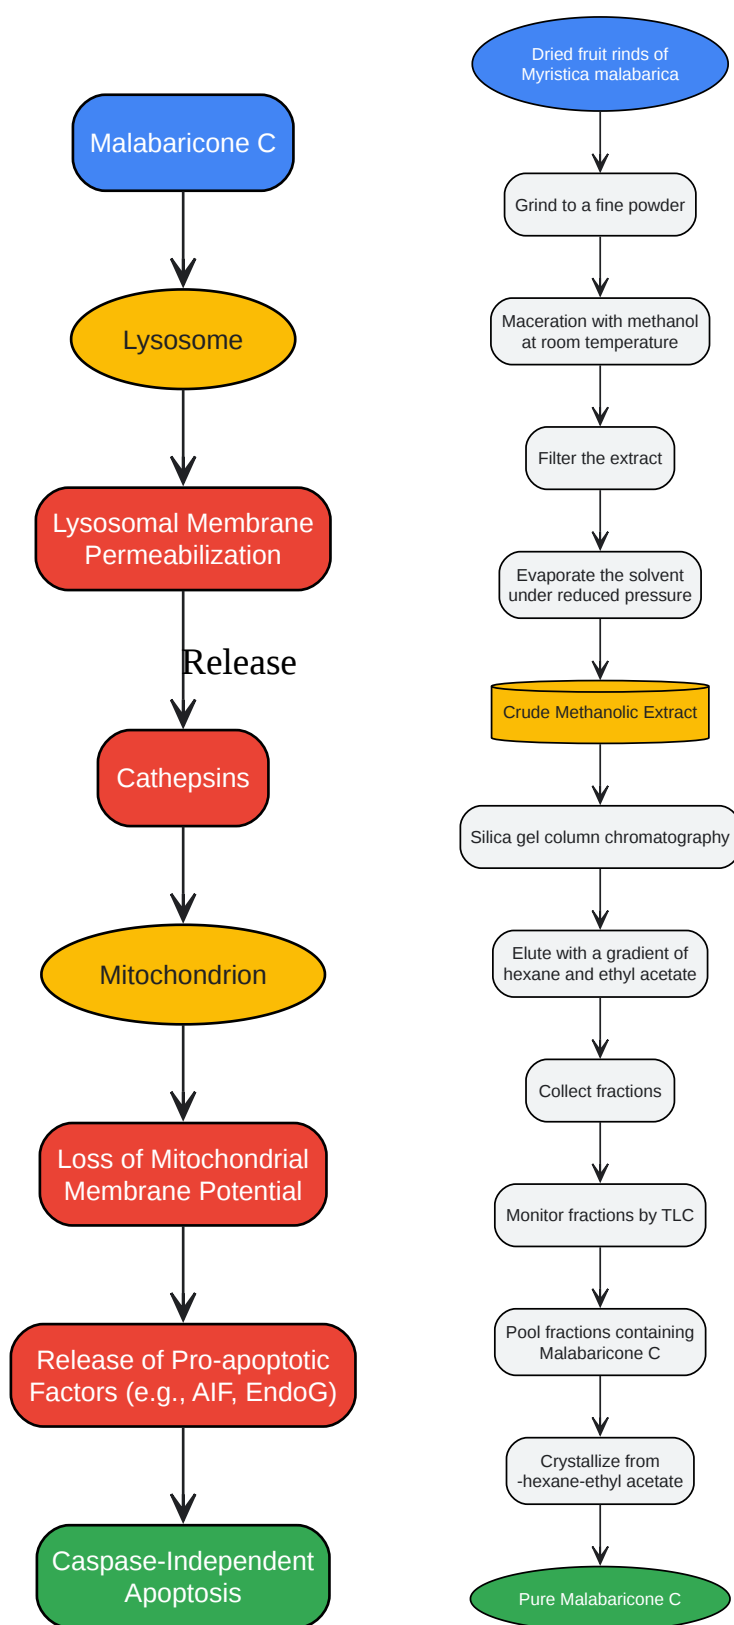 Malabaricone C
Lysosome
Lysosomal Membrane
Permeabilization
Release
Cathepsins
Mitochondrion
Loss of Mitochondrial
Membrane Potential
Release of Pro-apoptotic
Factors (e.g., AIF, EndoG)
Caspase-Independent
Apoptosis
Dried fruit rinds of
Myristica malabarica
Grind to a fine powder
Maceration with methanol
at room temperature
Filter the extract
Evaporate the solvent
under reduced pressure
Crude Methanolic Extract
Silica gel column chromatography
Elute with a gradient of
hexane and ethyl acetate
Collect fractions
Monitor fractions by TLC
Pool fractions containing
Malabaricone C
Crystallize from
-hexane-ethyl acetate
Pure Malabaricone C